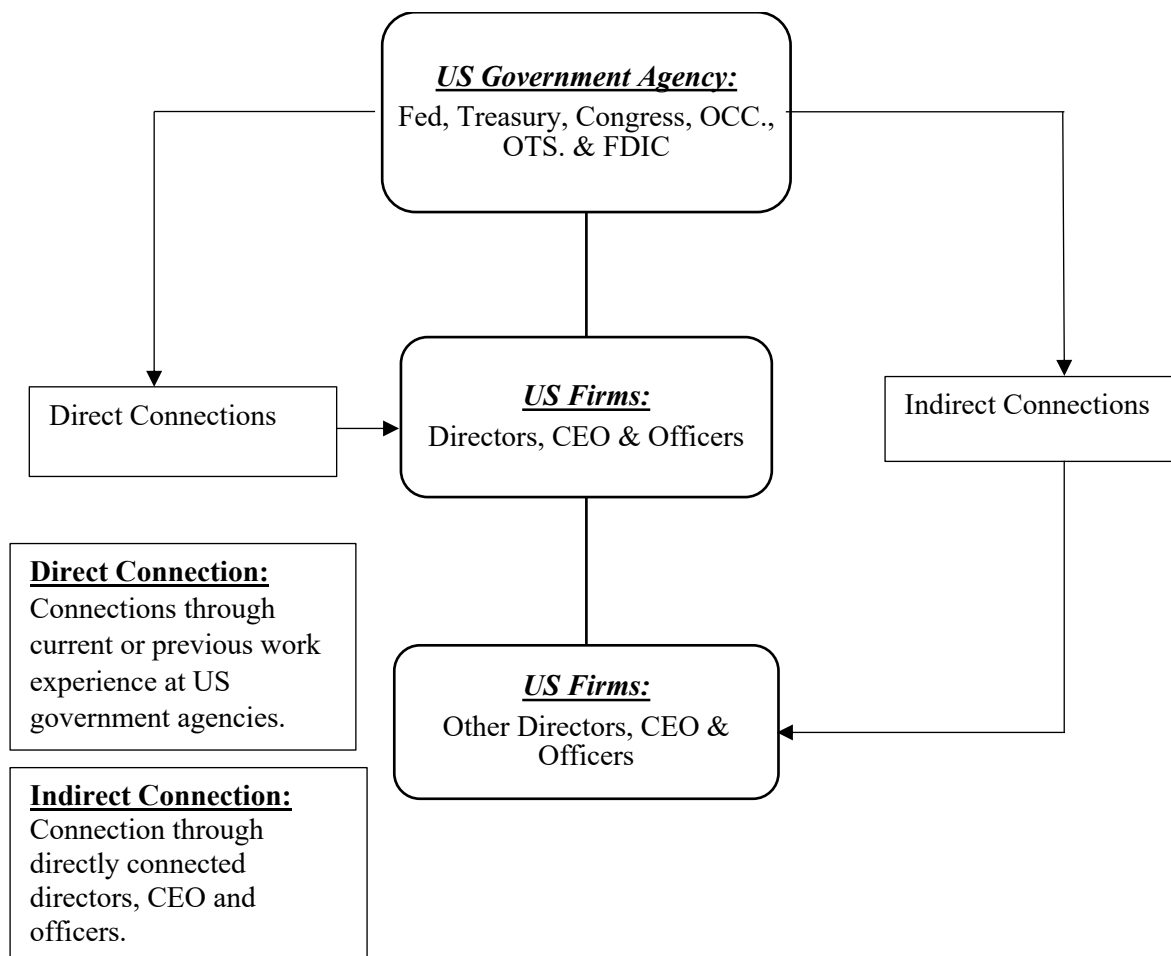 US Government Agency:
Fed, Treasury, Congress, OCC.,
OTS. & FDIC
Direct Connections
US Firms:
Directors, CEO & Officers
Indirect Connections
Direct Connection:
Connections through
current or previous work
experience at US
government agencies.
US Firms:
Other Directors, CEO &
Officers
Indirect Connection:
Connection through
directly connected
directors, CEO and
officers.